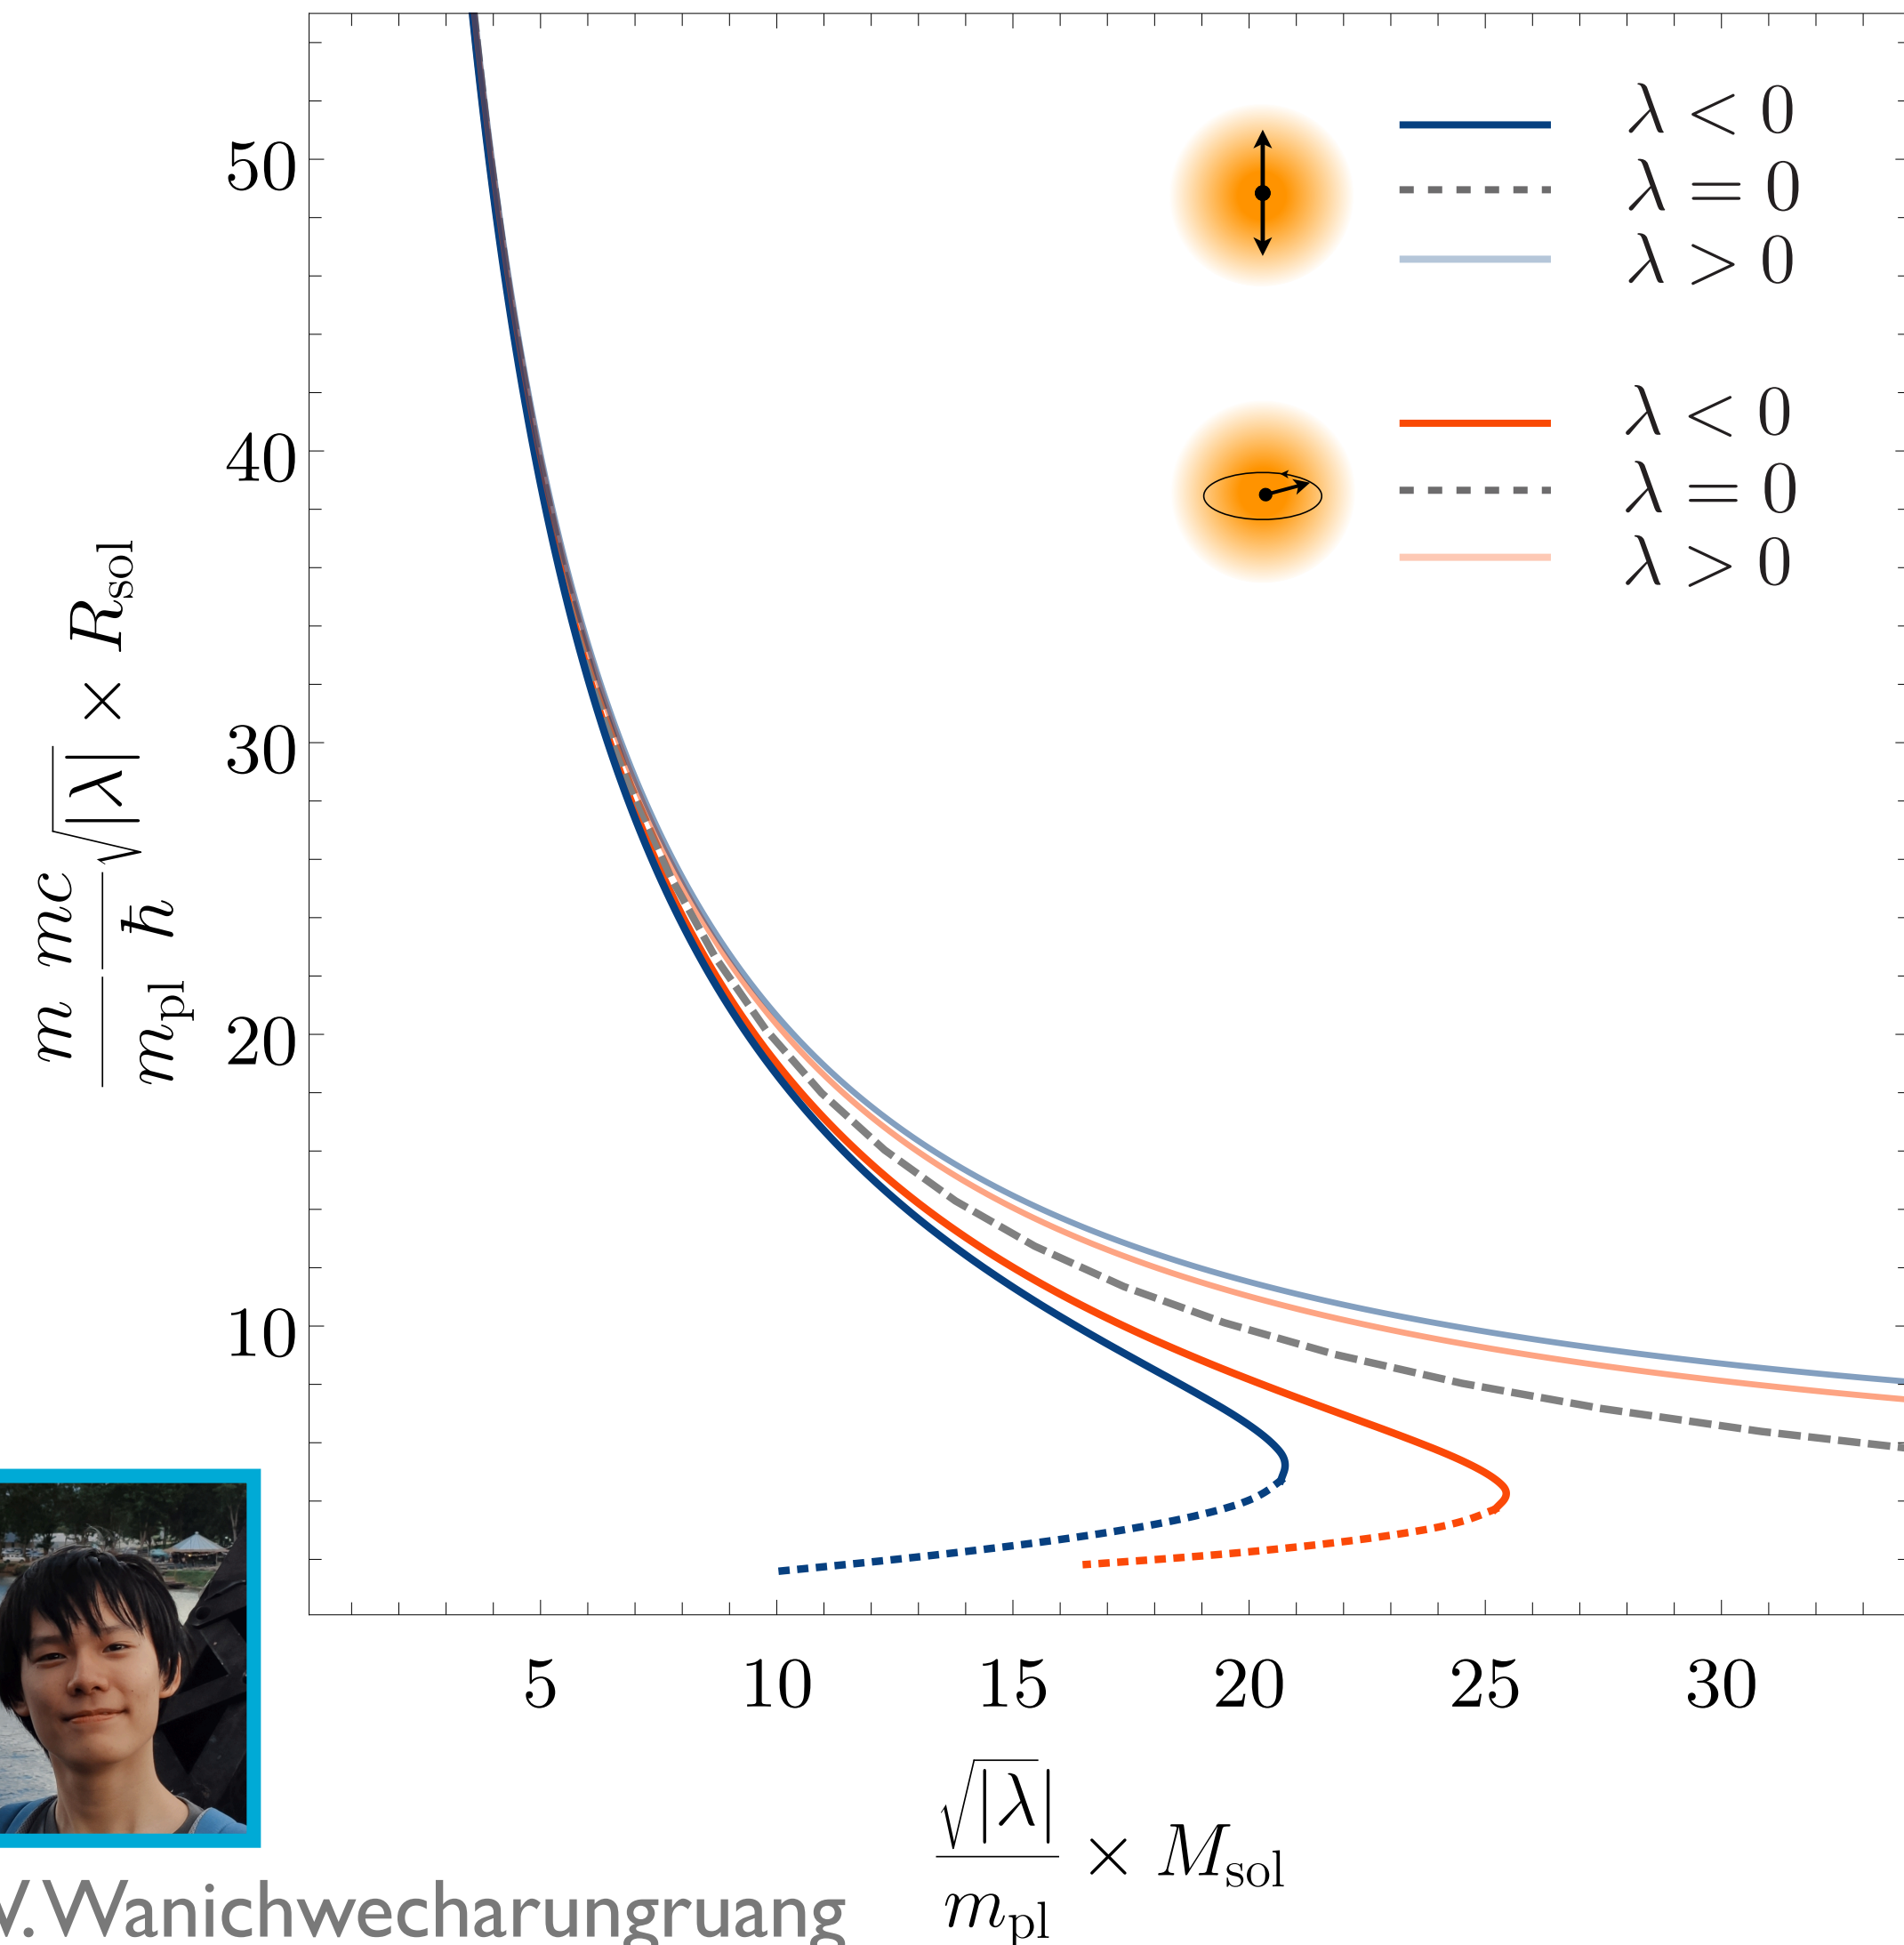 50
40
30
20
10
5 10 15 20 25 30
λ < 0
λ = 0
λ > 0
λ < 0
λ = 0
λ > 0
m/m_pl mc/ħ √|λ| × R_sol
√|λ|/m_pl × M_sol
Wanichwecharungruang